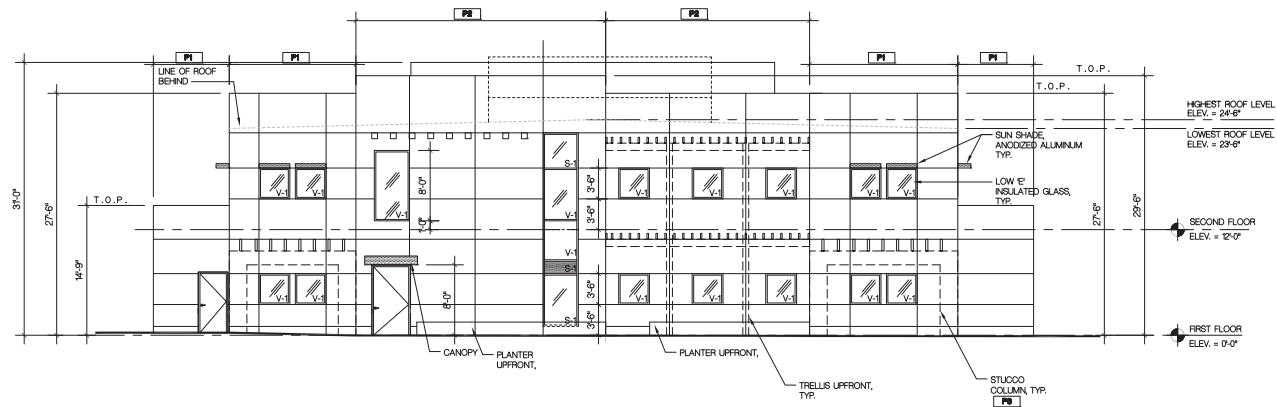 P2
P2
P1
P1
P1
P1
LINE OF ROOF
BEHIND
T.O.P.
T.O.P.
T.O.P.
HIGHEST ROOF LEVEL
ELEV. = 24'-6"
LOWEST ROOF LEVEL
ELEV. = 23'-6"
SUN SHADE,
ANODIZED ALUMINUM
TYP.
LOW 'E'
INSULATED GLASS,
TYP.
31'-0"
27'-6"
14'-9"
8'-0"
1'-0"
8'-0"
3'-6"
3'-6"
3'-6"
3'-6"
27'-6"
29'-6"
S-1
V-1
V-1
V-1
V-1
V-1
V-1
V-1
V-1
V-1
SECOND FLOOR
ELEV. = 12'-0"
V-1
S-1
V-1
V-1
S-1
V-1
V-1
V-1
V-1
V-1
FIRST FLOOR
ELEV. = 0'-0"
CANOPY
PLANTER
UPFRONT,
PLANTER UPFRONT,
TRELLIS UPFRONT,
TYP.
STUCCO
COLUMN, TYP.